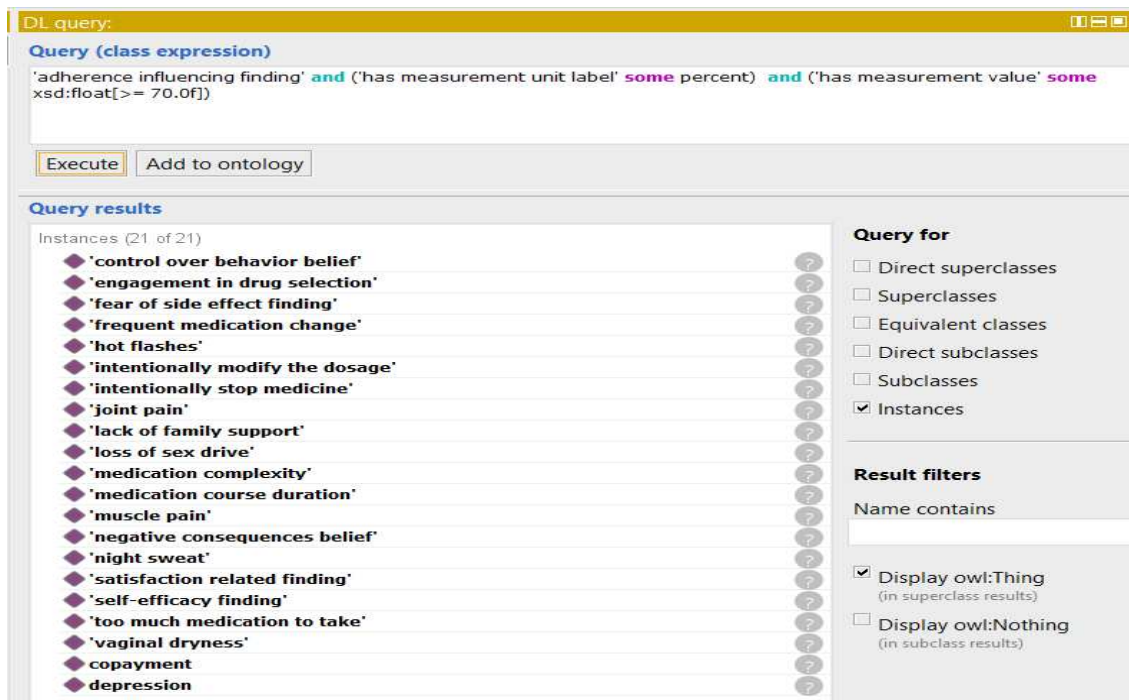 DL query:
Query (class expression)
'adherence influencing finding' and ('has measurement unit label' some percent)  and ('has measurement value' some
xsd:float[>= 70.0f])
Execute
Add to ontology
Query results
Instances (21 of 21)
'control over behavior belief'
'engagement in drug selection'
'fear of side effect finding'
'frequent medication change'
'hot flashes'
'intentionally modify the dosage'
'intentionally stop medicine'
'joint pain'
'lack of family support'
'loss of sex drive'
'medication complexity'
'medication course duration'
'muscle pain'
'negative consequences belief'
'night sweat'
'satisfaction related finding'
'self-efficacy finding'
'too much medication to take'
'vaginal dryness'
copayment
depression
Query for
Direct superclasses
Superclasses
Equivalent classes
Direct subclasses
Subclasses
Instances
Result filters
Name contains
Display owl:Thing
(in superclass results)
Display owl:Nothing
(in subclass results)